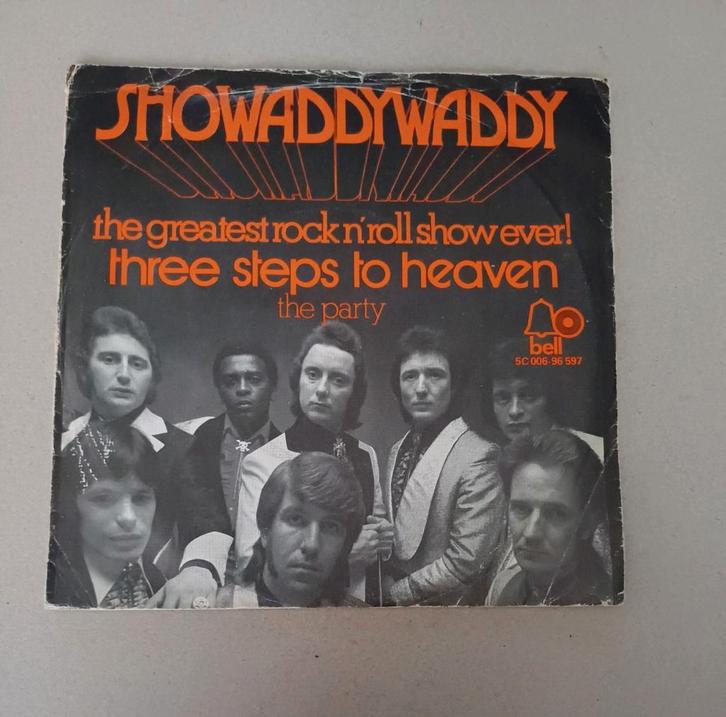 SHOWADDYWADDY
the greatest rock n'roll show ever!
three steps to heaven
the party
bell
5C 006-96 597